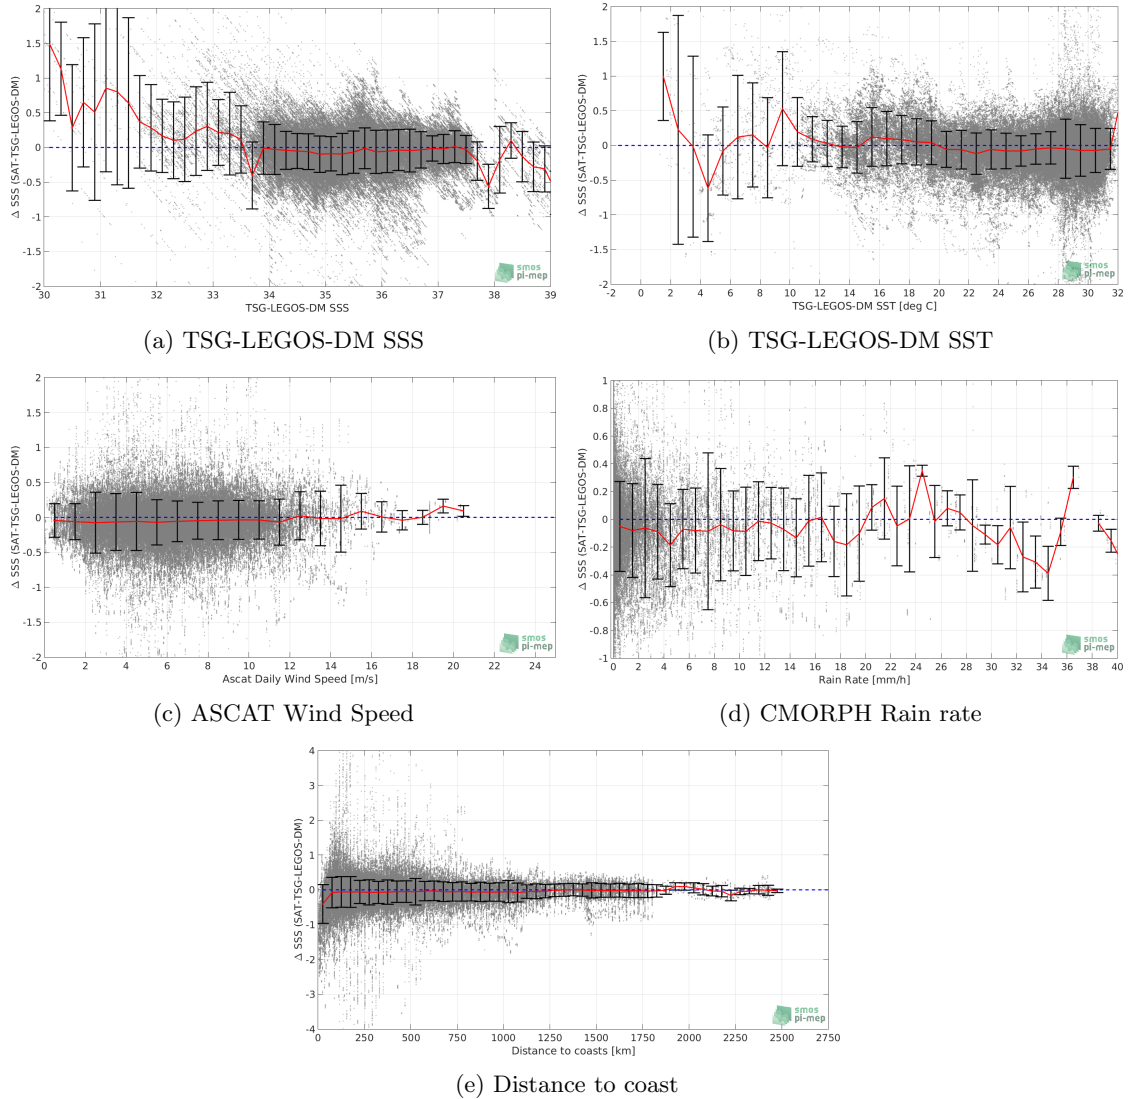 2
1.5
1
0.5
0
-0.5
-1
-1.5
-2
Δ SSS (SAT-TSG-LEGOS-DM)
30 31 32 33 34 35 36 37 38 39
TSG-LEGOS-DM SSS
smos
pi-mep
(a) TSG-LEGOS-DM SSS
2
1.5
1
0.5
0
-0.5
-1
-1.5
-2
Δ SSS (SAT-TSG-LEGOS-DM)
-2 0 2 4 6 8 10 12 14 16 18 20 22 24 26 28 30 32
TSG-LEGOS-DM SST [deg C]
smos
pi-mep
(b) TSG-LEGOS-DM SST
2
1.5
1
0.5
0
-0.5
-1
-1.5
-2
Δ SSS (SAT-TSG-LEGOS-DM)
0 2 4 6 8 10 12 14 16 18 20 22 24
Ascat Daily Wind Speed [m/s]
smos
pi-mep
(c) ASCAT Wind Speed
1
0.8
0.6
0.4
0.2
0
-0.2
-0.4
-0.6
-0.8
-1
Δ SSS (SAT-TSG-LEGOS-DM)
0 2 4 6 8 10 12 14 16 18 20 22 24 26 28 30 32 34 36 38 40
Rain Rate [mm/h]
smos
pi-mep
(d) CMORPH Rain rate
4
3
2
1
0
-1
-2
-3
-4
Δ SSS (SAT-TSG-LEGOS-DM)
0 250 500 750 1000 1250 1500 1750 2000 2250 2500 2750
Distance to coasts [km]
smos
pi-mep
(e) Distance to coast